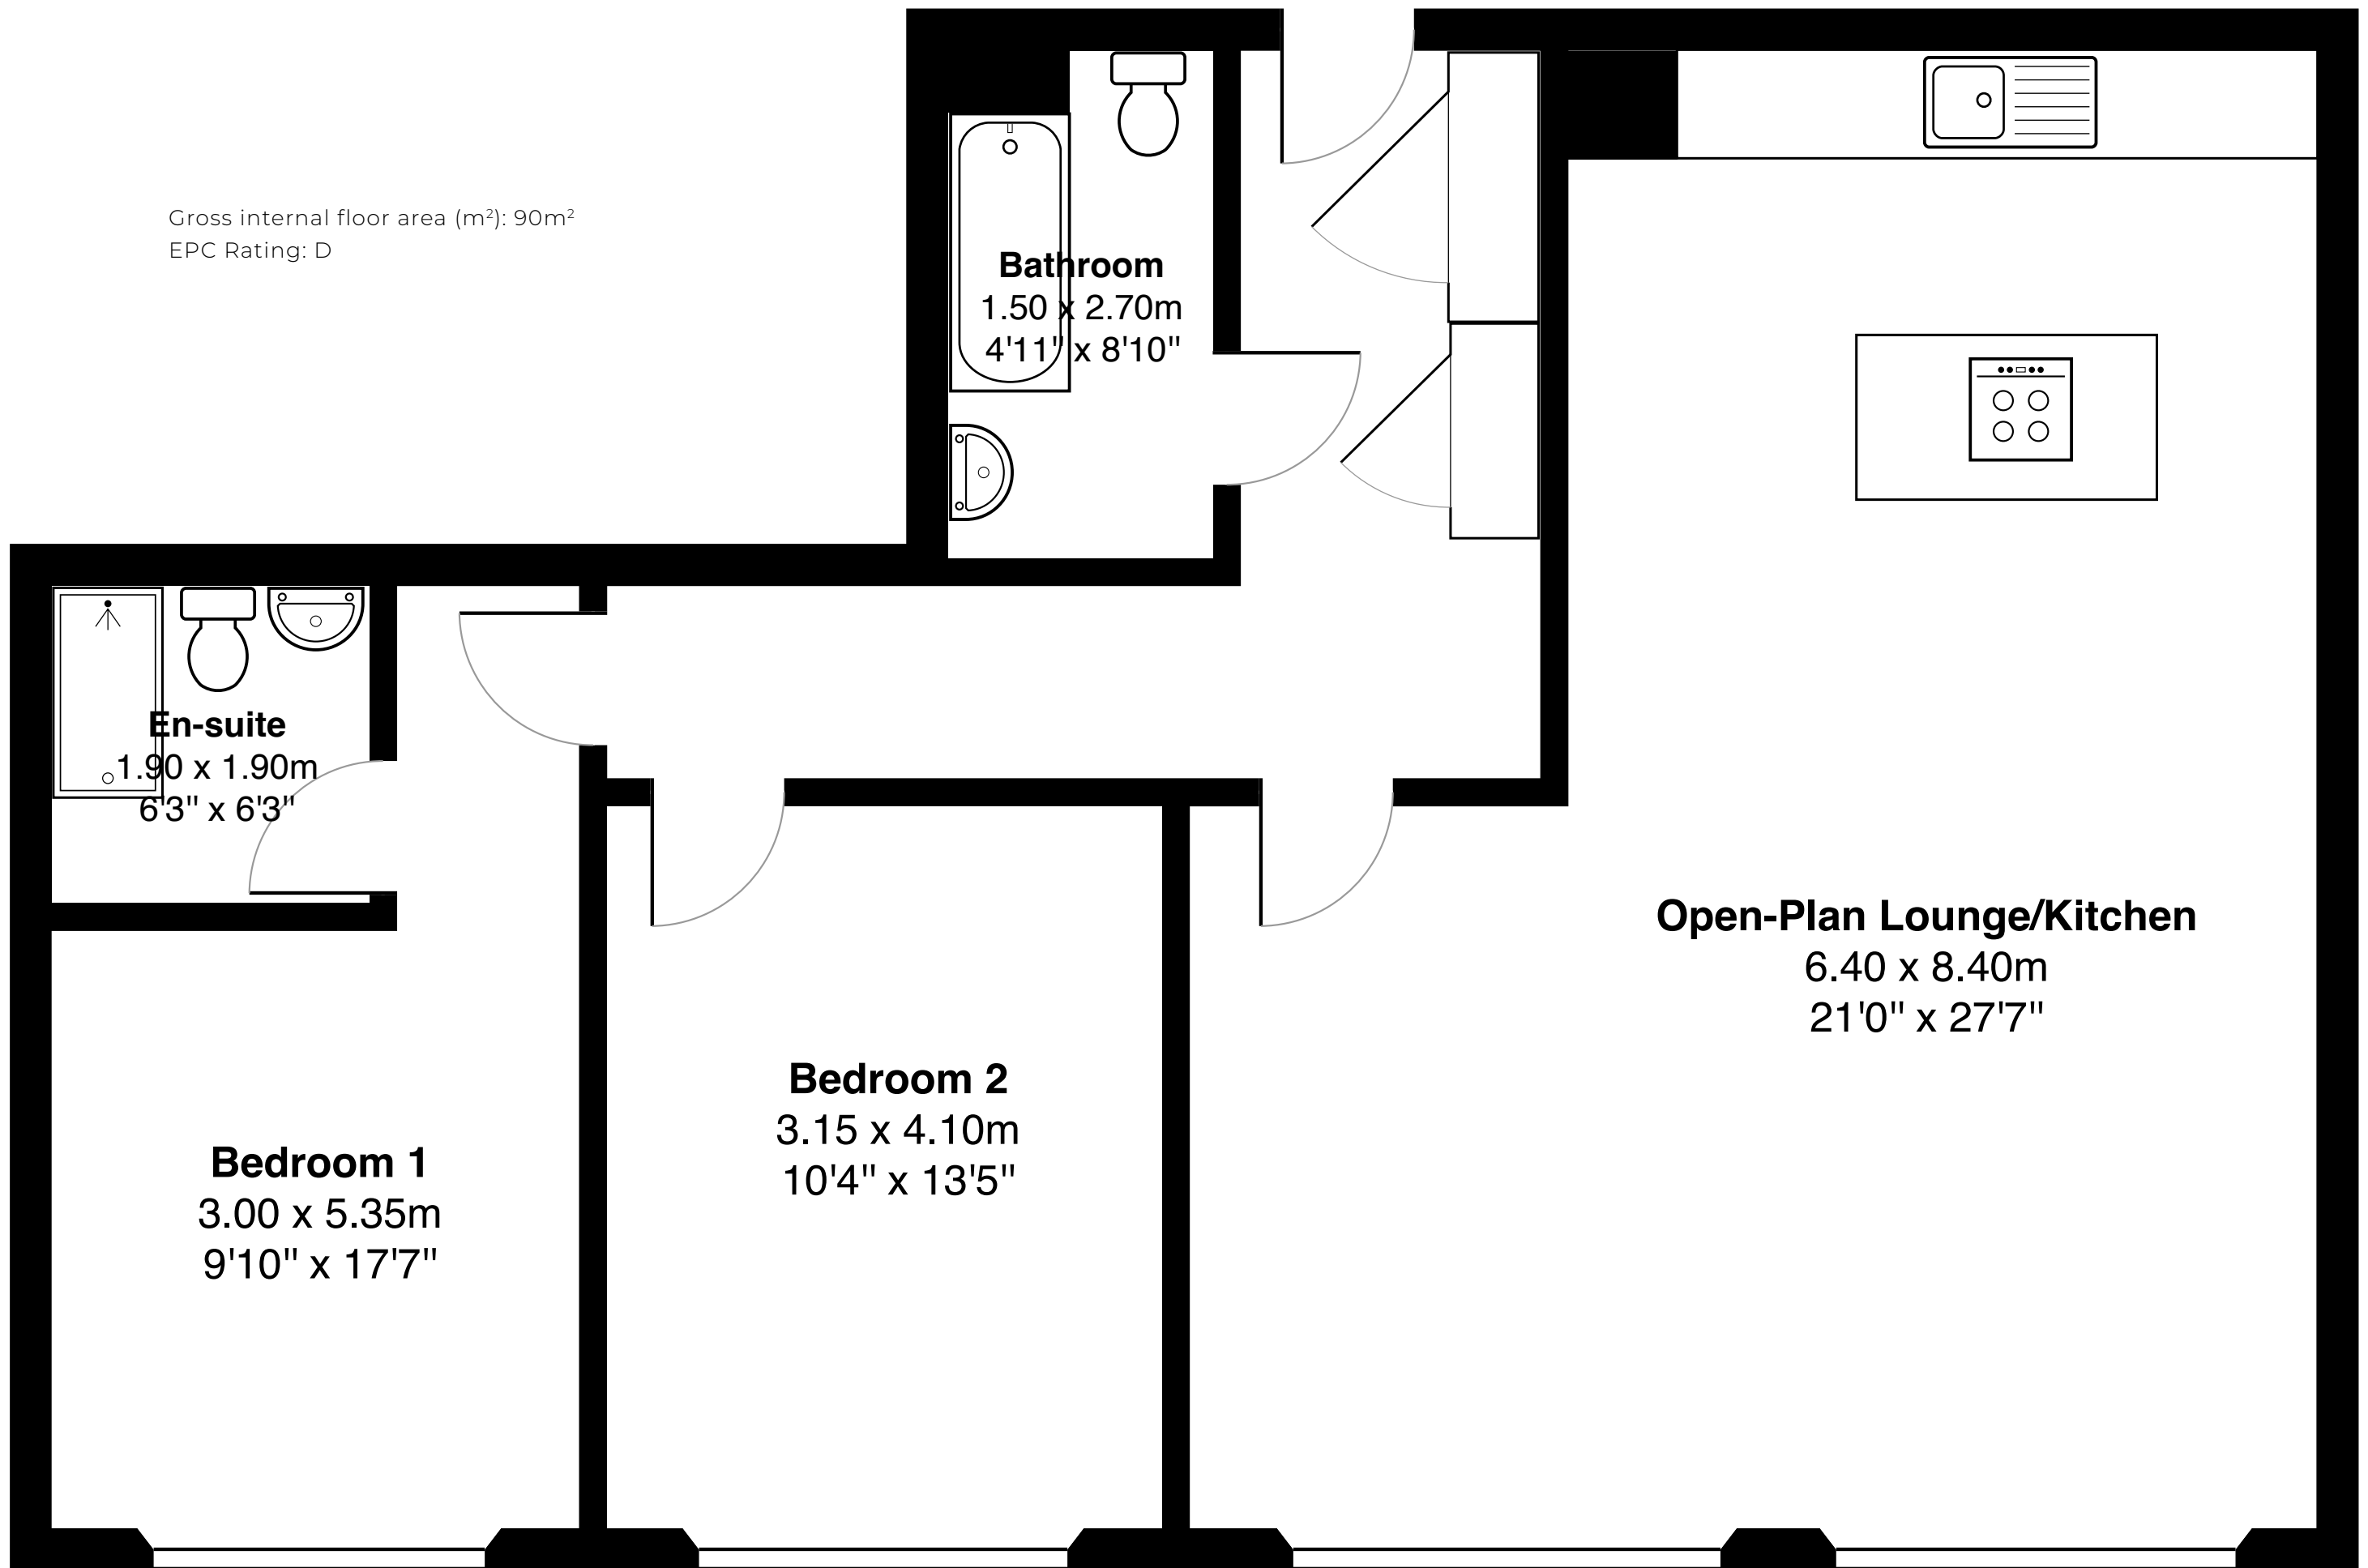 Gross internal floor area (m²): 90m²
EPC Rating: D
Bathroom
1.50 x 2.70m
4'11" x 8'10"
En-suite
1.90 x 1.90m
6'3" x 6'3"
Open-Plan Lounge/Kitchen
6.40 x 8.40m
21'0" x 27'7"
Bedroom 2
3.15 x 4.10m
10'4" x 13'5"
Bedroom 1
3.00 x 5.35m
9'10" x 17'7"